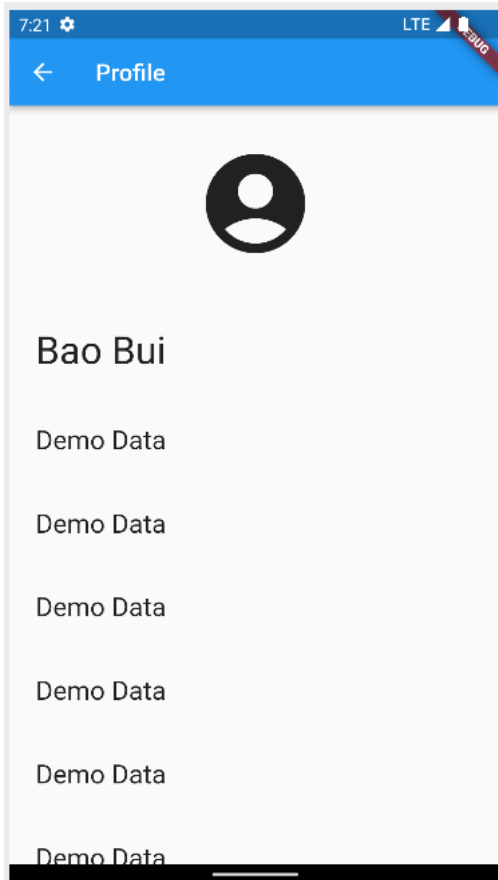 7:21 LTE
DEBUG
Profile
Bao Bui
Demo Data
Demo Data
Demo Data
Demo Data
Demo Data
Demo Data